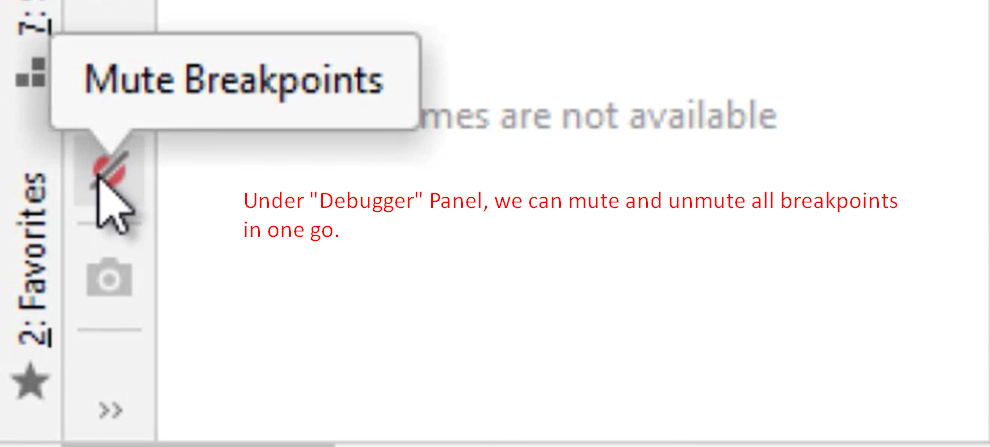 7:
Mute Breakpoints
mes are not available
Under "Debugger" Panel, we can mute and unmute all breakpoints
in one go.
2: Favorites